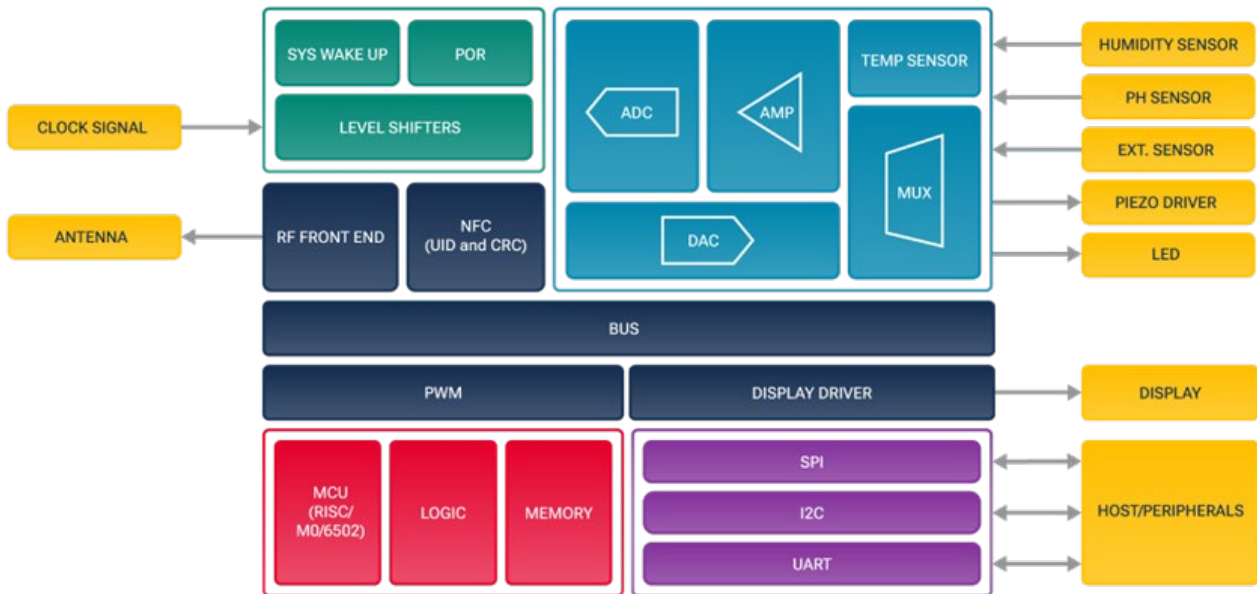 SYS WAKE UP
POR
LEVEL SHIFTERS
CLOCK SIGNAL
ANTENNA
RF FRONT END
NFC
(UID and CRC)
ADC
AMP
TEMP SENSOR
MUX
DAC
HUMIDITY SENSOR
PH SENSOR
EXT. SENSOR
PIEZO DRIVER
LED
BUS
PWM
DISPLAY DRIVER
DISPLAY
MCU
(RISC/
M0/6502)
LOGIC
MEMORY
SPI
I2C
UART
HOST/PERIPHERALS